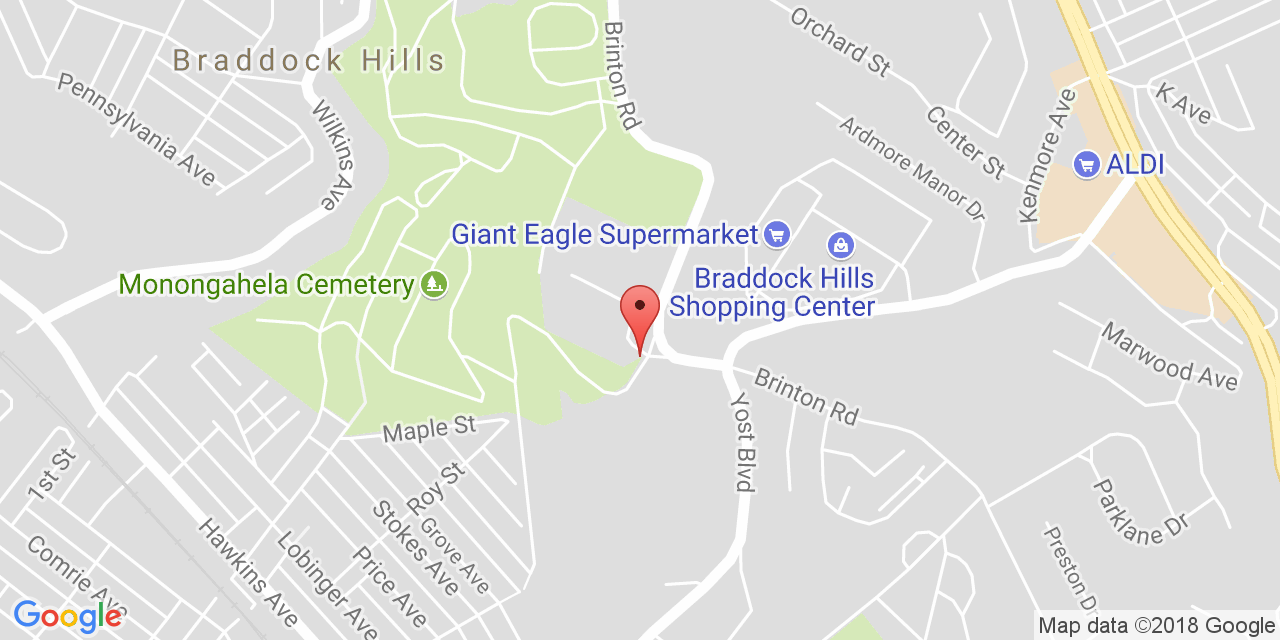 Braddock Hills
Pennsylvania Ave
Wilkins Ave
Brinton Rd
Orchard St
Center St
Ardmore Manor Dr
Kenmore Ave
K Ave
ALDI
Giant Eagle Supermarket
Braddock Hills
Shopping Center
Monongahela Cemetery
Marwood Ave
Brinton Rd
Yost Blvd
Maple St
Roy St
Grove Ave
Stokes Ave
Price Ave
Lobinger Ave
Hawkins Ave
1st St
Comrie Ave
Parklane Dr
Preston Dr
Google
Map data ©2018 Google